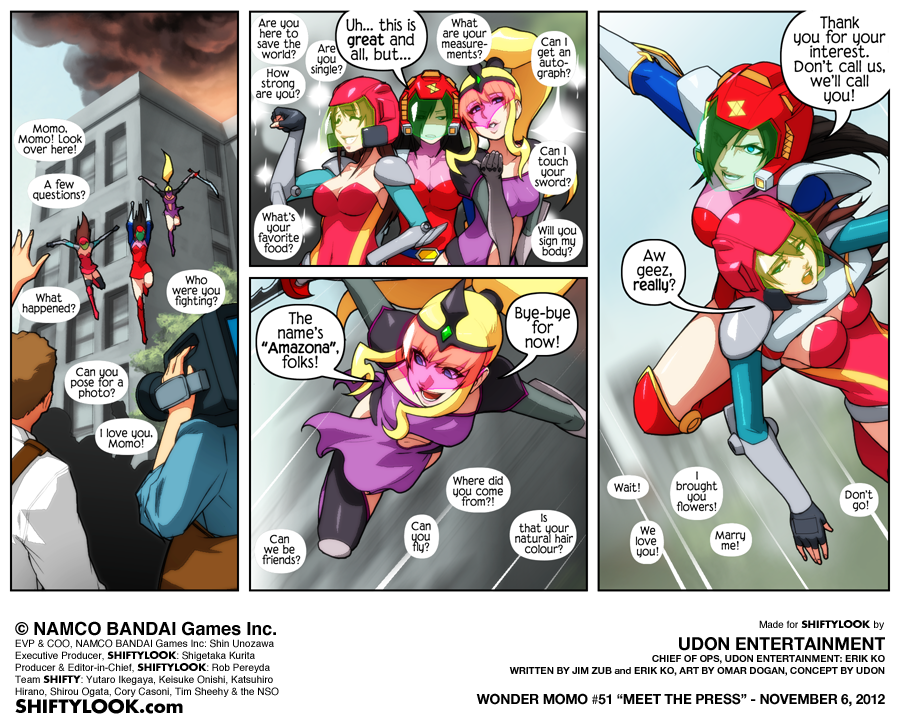 Momo,
Momo! Look
over here!
A few
questions?
What
happened?
Who
were you
fighting?
Can you
pose for a
photo?
I love you,
Momo!
Are you
here to
save the
world?
Are
you
single?
How
strong
are you?
Uh... this is
great and
all, but...
What
are your
measure-
ments?
Can I
get an
auto-
graph?
Can I
touch
your
sword?
What's
your
favorite
food?
Will you
sign my
body?
The
name's
"Amazona",
folks!
Bye-bye
for
now!
Where did
you come
from?!
Can
you
fly?
Is
that your
natural hair
colour?
Can
we be
friends?
Thank
you for your
interest.
Don't call us,
we'll call
you!
Aw
geez,
really?
Wait!
I
brought
you
flowers!
Don't
go!
We
love
you!
Marry
me!
© NAMCO BANDAI Games Inc.
EVP & COO, NAMCO BANDAI Games Inc: Shin Unozawa
Executive Producer, SHIFTYLOOK: Shigetaka Kurita
Producer & Editor-in-Chief, SHIFTYLOOK: Rob Pereyda
Team SHIFTY: Yutaro Ikegaya, Keisuke Onishi, Katsuhiro
Hirano, Shirou Ogata, Cory Casoni, Tim Sheehy & the NSO
SHIFTYLOOK.com
Made for SHIFTYLOOK by
UDON ENTERTAINMENT
CHIEF OF OPS, UDON ENTERTAINMENT: ERIK KO
WRITTEN BY JIM ZUB and ERIK KO, ART BY OMAR DOGAN, CONCEPT BY UDON
WONDER MOMO #51 "MEET THE PRESS" - NOVEMBER 6, 2012